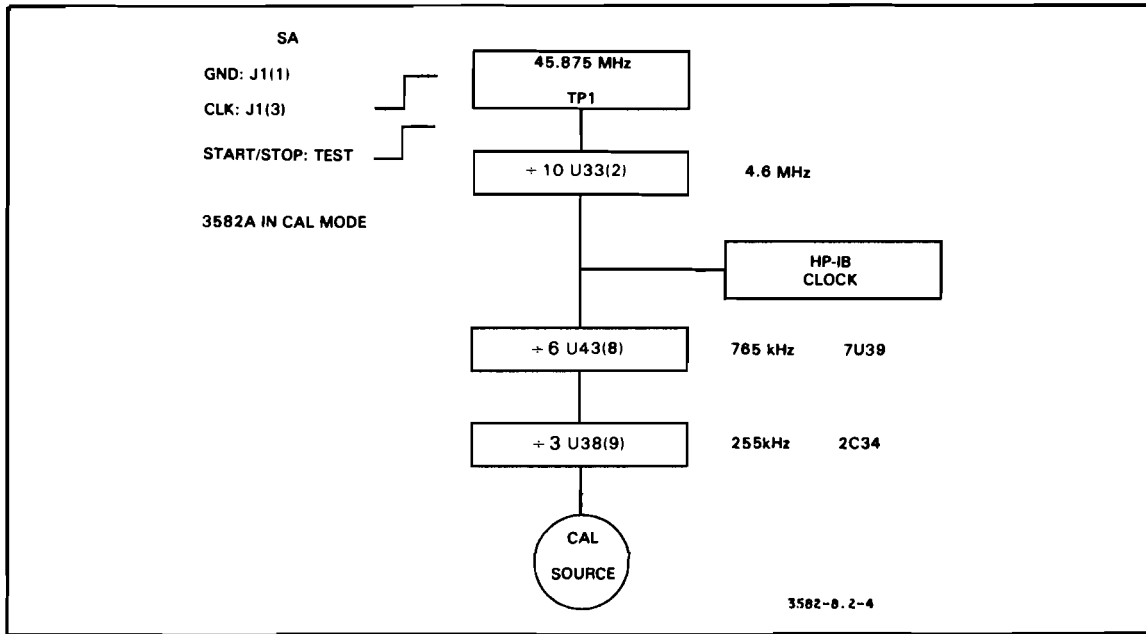 SA
GND: J1(1)
CLK: J1(3)
START/STOP: TEST
3582A IN CAL MODE
45.875 MHz
TP1
÷ 10 U33(2)
4.6 MHz
HP-IB
CLOCK
÷ 6 U43(8)
765 kHz
7U39
÷ 3 U38(9)
255kHz
2C34
CAL
SOURCE
3582-8.2-4